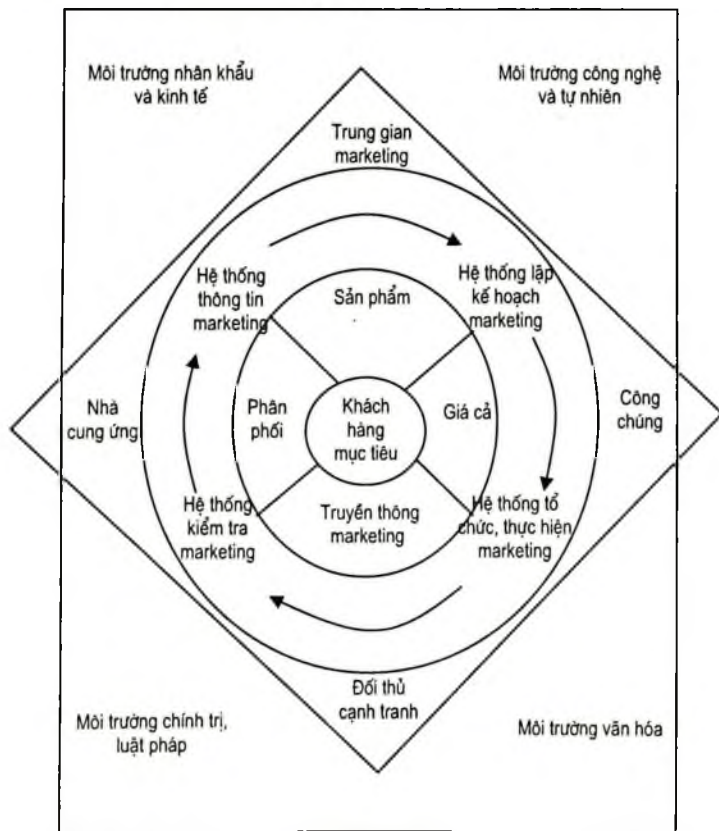 Môi trường nhân khẩu
và kinh tế
Môi trường công nghệ
và tự nhiên
Trung gian
marketing
Hệ thống
thông tin
marketing
Sản phẩm
Hệ thống lập
kế hoạch
marketing
Nhà
cung ứng
Phân
phối
Khách
hàng
mục tiêu
Giá cả
Công
chúng
Hệ thống
kiểm tra
marketing
Truyền thông
marketing
Hệ thống tổ
chức, thực hiện
marketing
Đối thủ
cạnh tranh
Môi trường chính trị,
luật pháp
Môi trường văn hóa